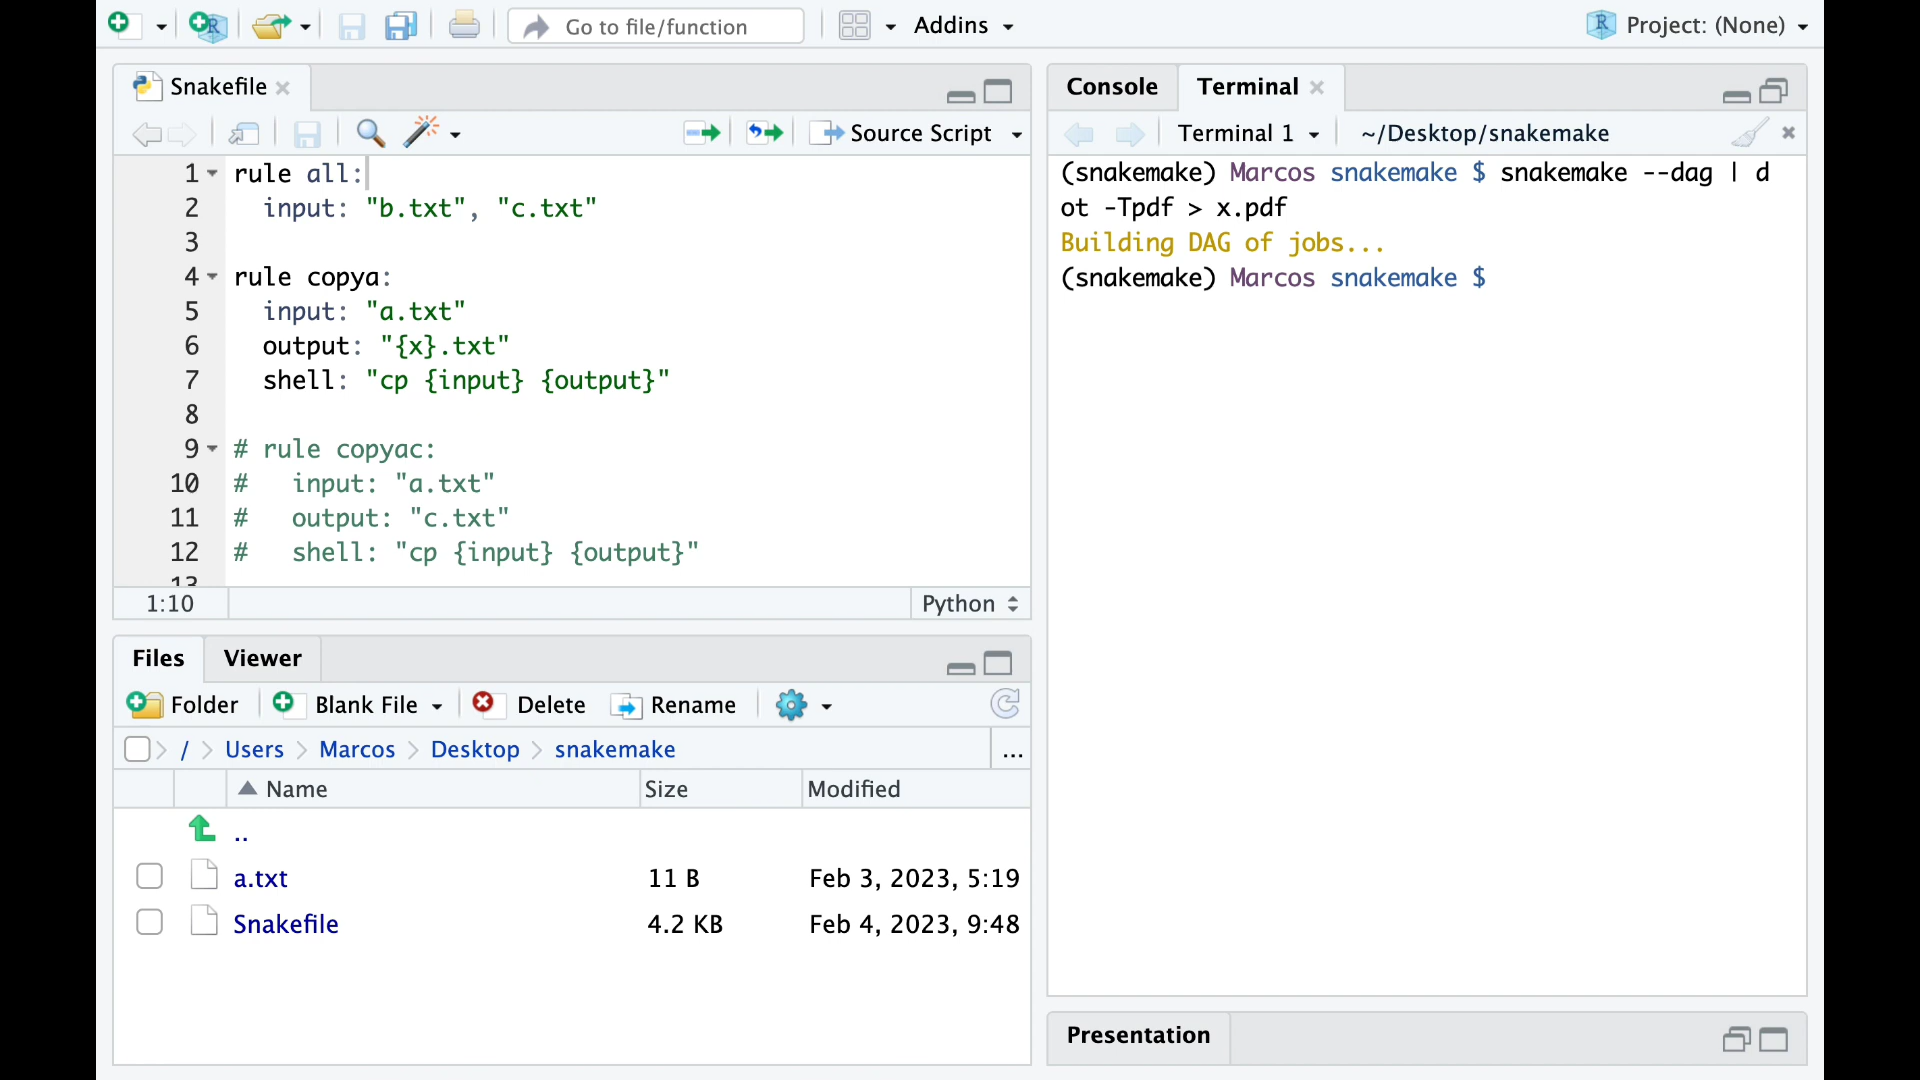 Go to file/function
Addins
Project: (None)
Snakefile
Source Script
1 rule all:
2 input: "b.txt", "c.txt"
3
4 rule copya:
5 input: "a.txt"
6 output: "{x}.txt"
7 shell: "cp {input} {output}"
8
9 # rule copyac:
10 # input: "a.txt"
11 # output: "c.txt"
12 # shell: "cp {input} {output}"
13
1:10
Python
Files
Viewer
Folder
Blank File
Delete
Rename
/ Users Marcos Desktop snakemake ...
Name Size Modified
..
a.txt 11 B Feb 3, 2023, 5:19
Snakefile 4.2 KB Feb 4, 2023, 9:48
Console
Terminal
Terminal 1
~/Desktop/snakemake
(snakemake) Marcos snakemake $ snakemake --dag | d
ot -Tpdf > x.pdf
Building DAG of jobs...
(snakemake) Marcos snakemake $
Presentation